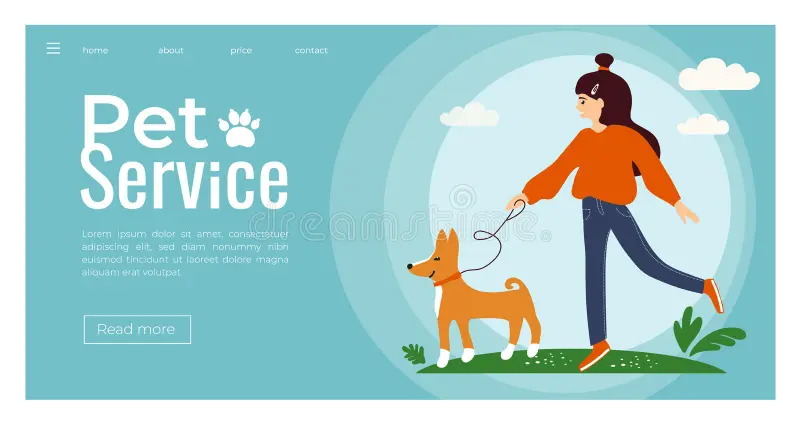 home about price contact
Pet
Service
Lorem ipsum dolor sit amet, consectetuer
adipiscing elit, sed diam nonummy nibh
euismod tincidunt ut laoreet dolore magna
aliquam erat volutpat.
Read more
dreamstime